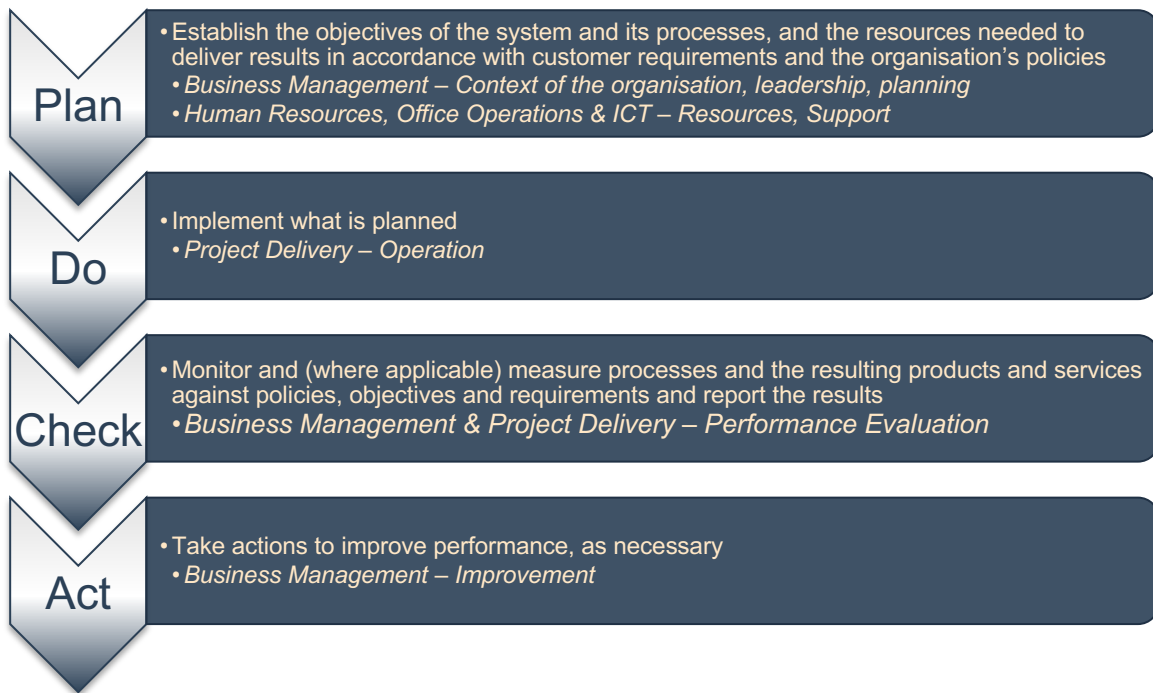 Plan
• Establish the objectives of the system and its processes, and the resources needed to
deliver results in accordance with customer requirements and the organisation’s policies
• Business Management – Context of the organisation, leadership, planning
• Human Resources, Office Operations & ICT – Resources, Support
Do
• Implement what is planned
• Project Delivery – Operation
Check
• Monitor and (where applicable) measure processes and the resulting products and services
against policies, objectives and requirements and report the results
• Business Management & Project Delivery – Performance Evaluation
Act
• Take actions to improve performance, as necessary
• Business Management – Improvement